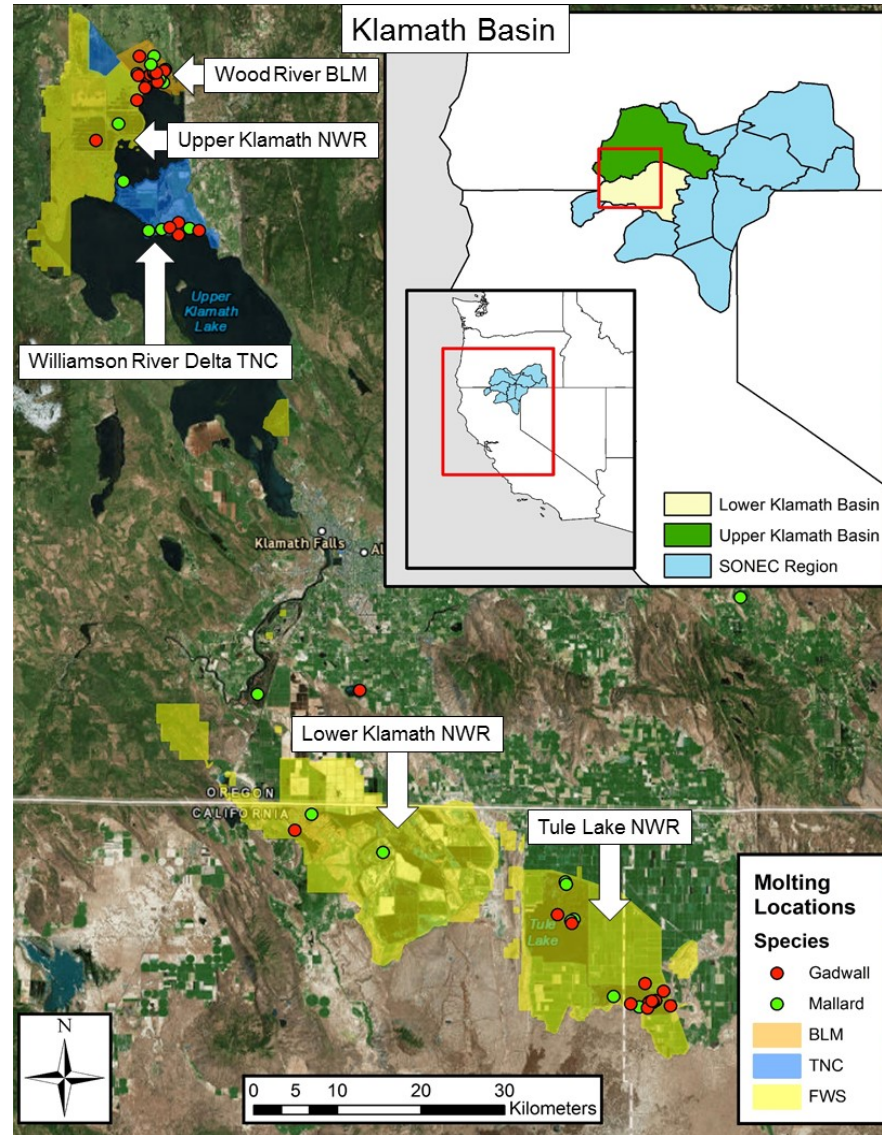 Klamath Basin
Wood River BLM
Upper Klamath NWR
Upper
Klamath
Lake
Williamson River Delta TNC
Lower Klamath Basin
Upper Klamath Basin
SONEC Region
Klamath Falls
Al
Lower Klamath NWR
OREGON
CALIFORNIA
Tule Lake NWR
Tule
Lake
Molting
Locations
Species
Gadwall
Mallard
BLM
TNC
FWS
N
0 5 10 20 30
Kilometers